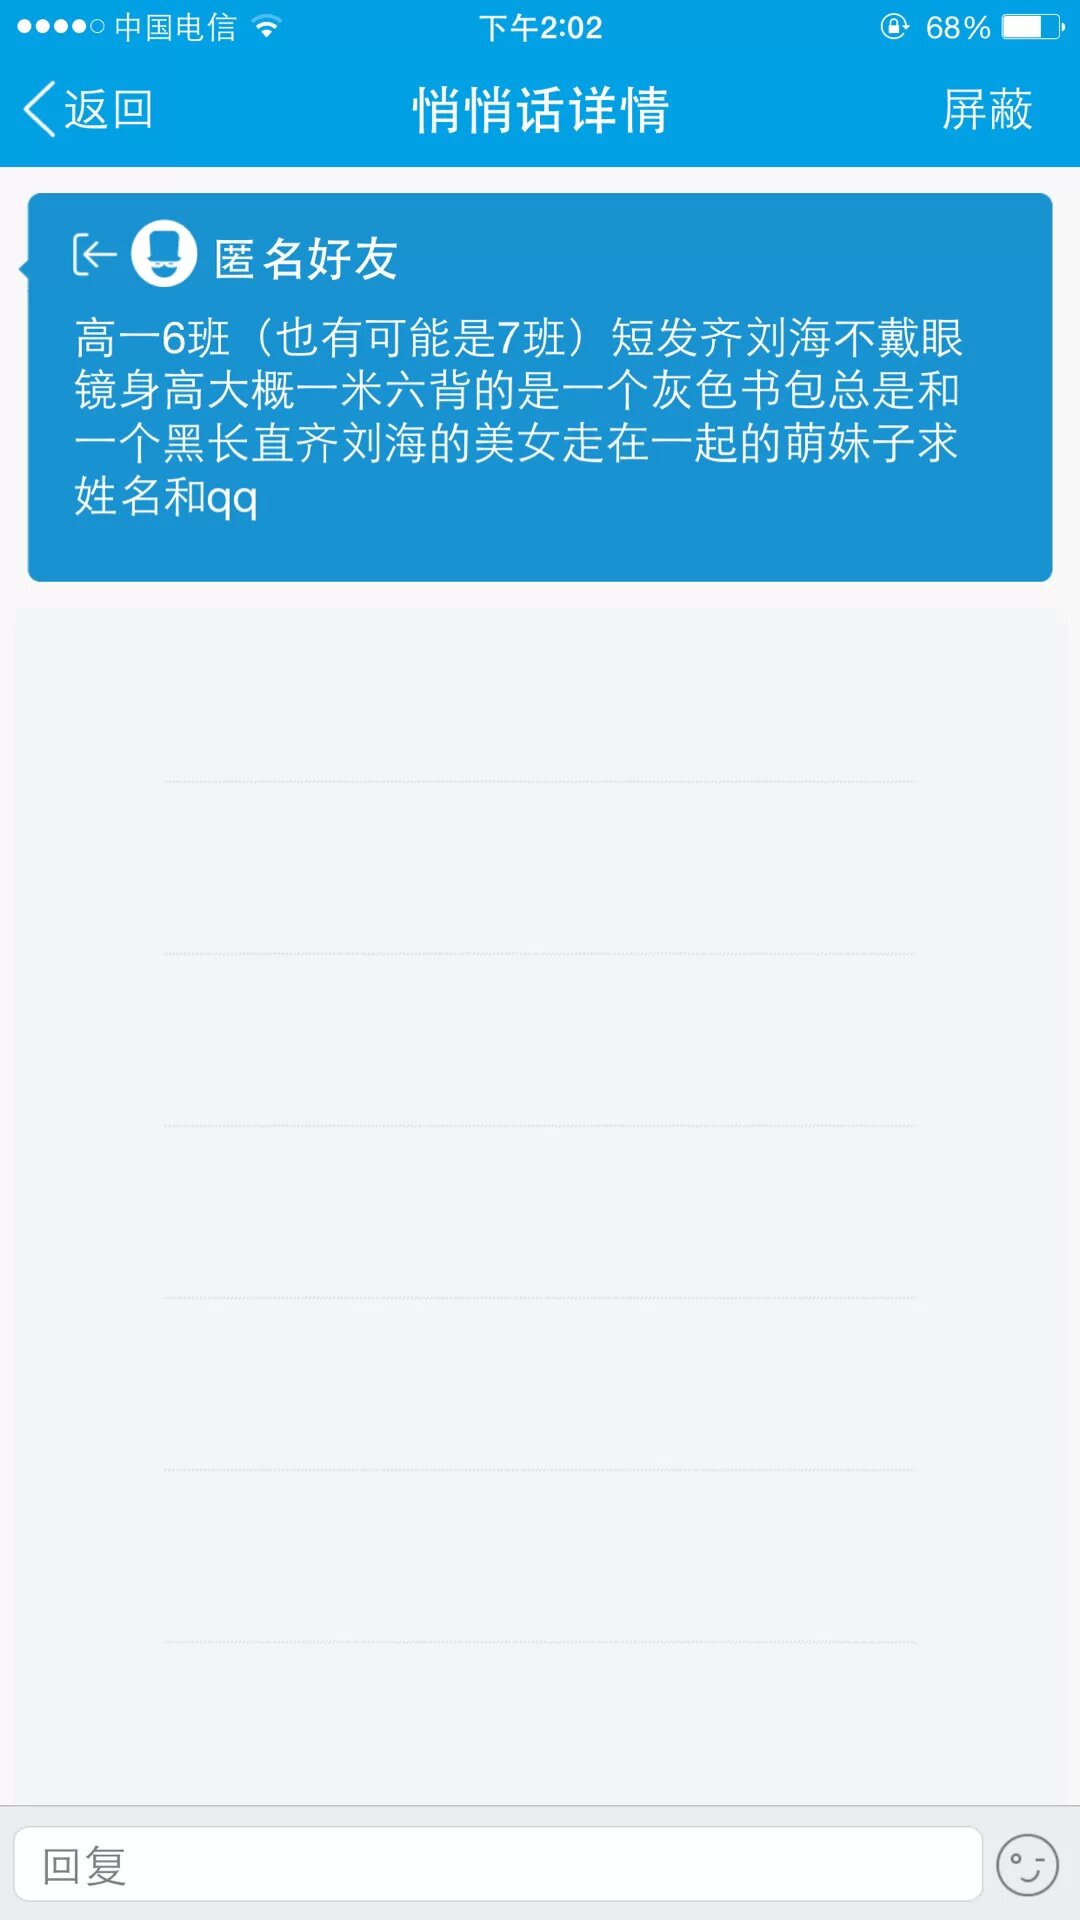 中国电信 下午2:02 68%
返回 悄悄话详情 屏蔽
匿名好友
高一6班（也有可能是7班）短发齐刘海不戴眼
镜身高大概一米六背的是一个灰色书包总是和
一个黑长直齐刘海的美女走在一起的萌妹子求
姓名和qq
回复